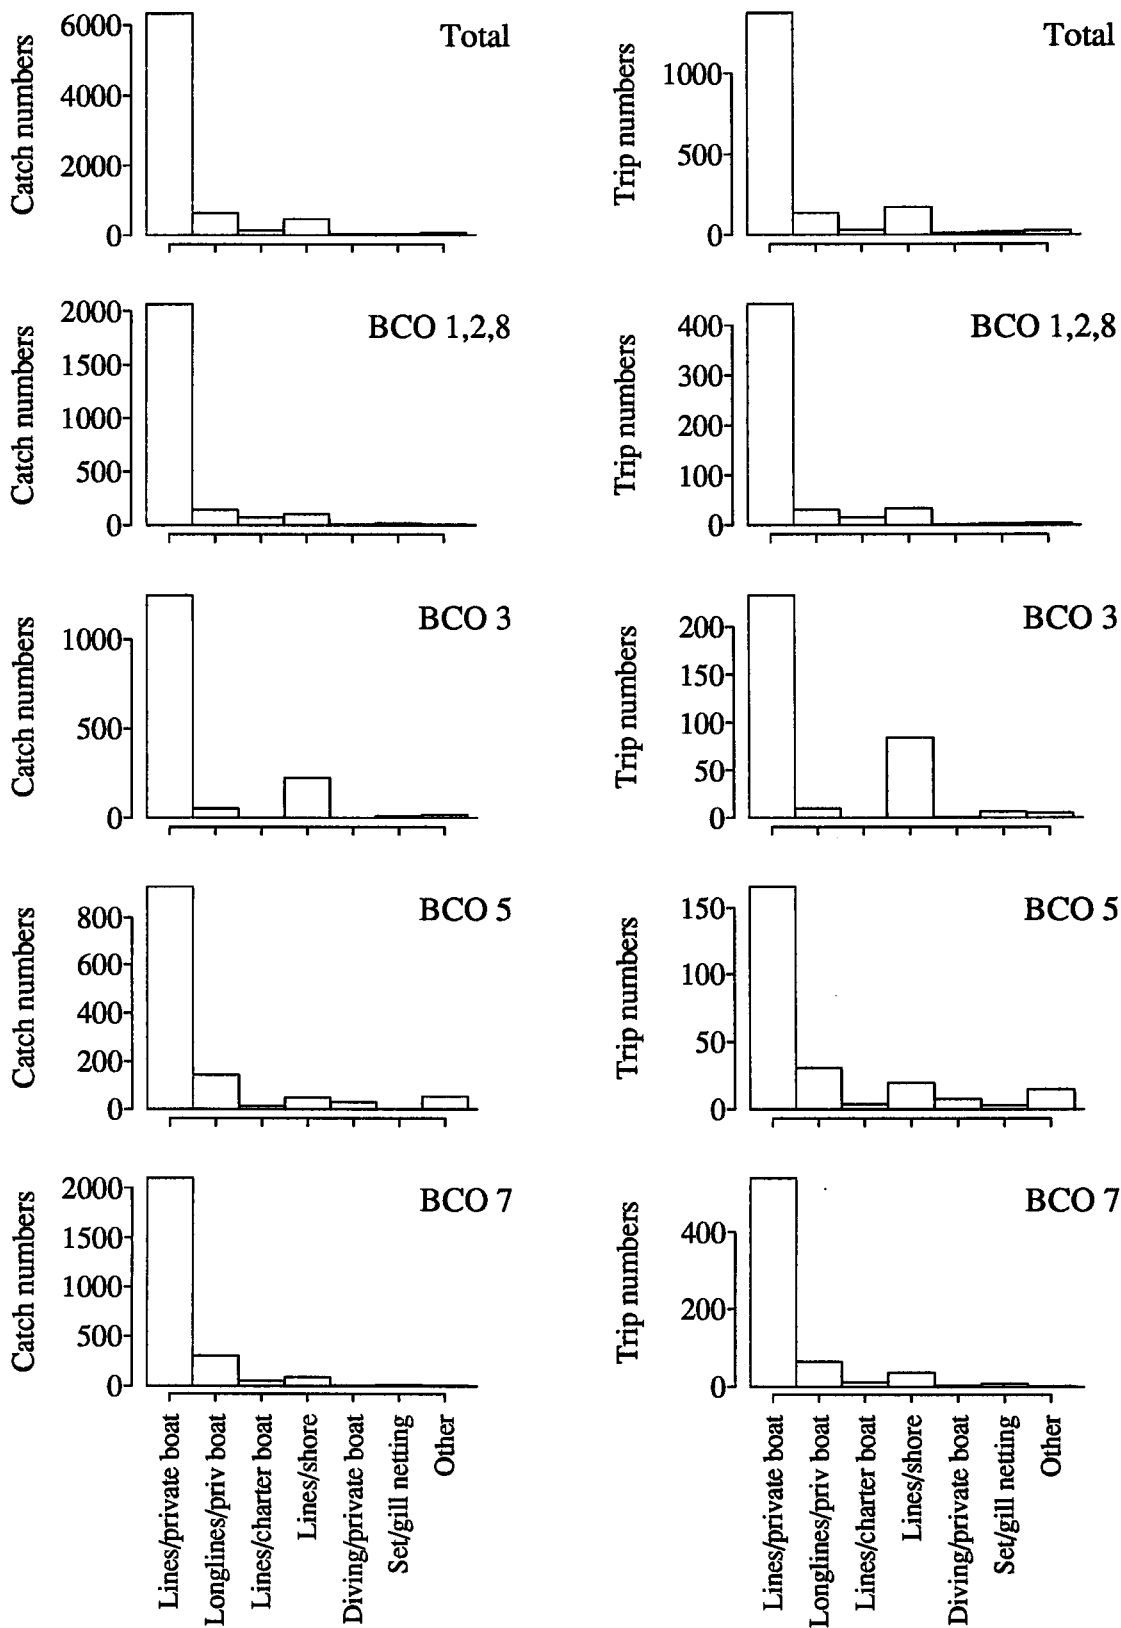 Total
Catch numbers
6000
4000
2000
0
Total
Trip numbers
1000
500
0
BCO 1,2,8
Catch numbers
2000
1500
1000
500
0
BCO 1,2,8
Trip numbers
400
300
200
100
0
BCO 3
Catch numbers
1000
500
0
BCO 3
Trip numbers
200
150
100
50
0
BCO 5
Catch numbers
800
600
400
200
0
BCO 5
Trip numbers
150
100
50
0
BCO 7
Catch numbers
2000
1500
1000
500
0
BCO 7
Trip numbers
400
200
0
Lines/private boat
Longlines/priv boat
Lines/charter boat
Lines/shore
Diving/private boat
Set/gill netting
Other
Lines/private boat
Longlines/priv boat
Lines/charter boat
Lines/shore
Diving/private boat
Set/gill netting
Other